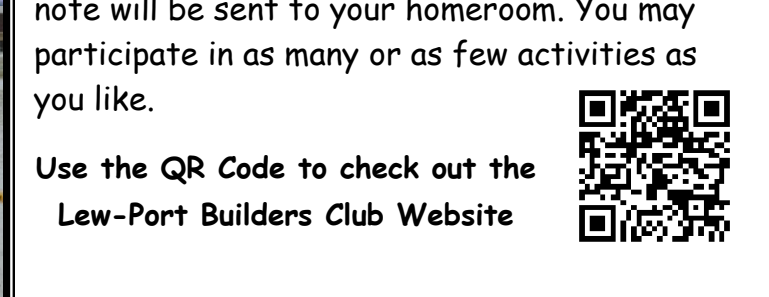 note will be sent to your homeroom. You may
participate in as many or as few activities as
you like.
Use the QR Code to check out the
Lew-Port Builders Club Website